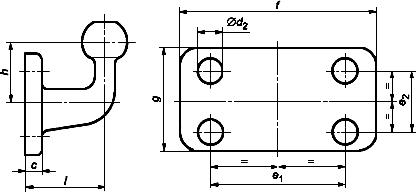 f
Ød₂
h
g
e₂
=
=
c
l
=
=
e₁